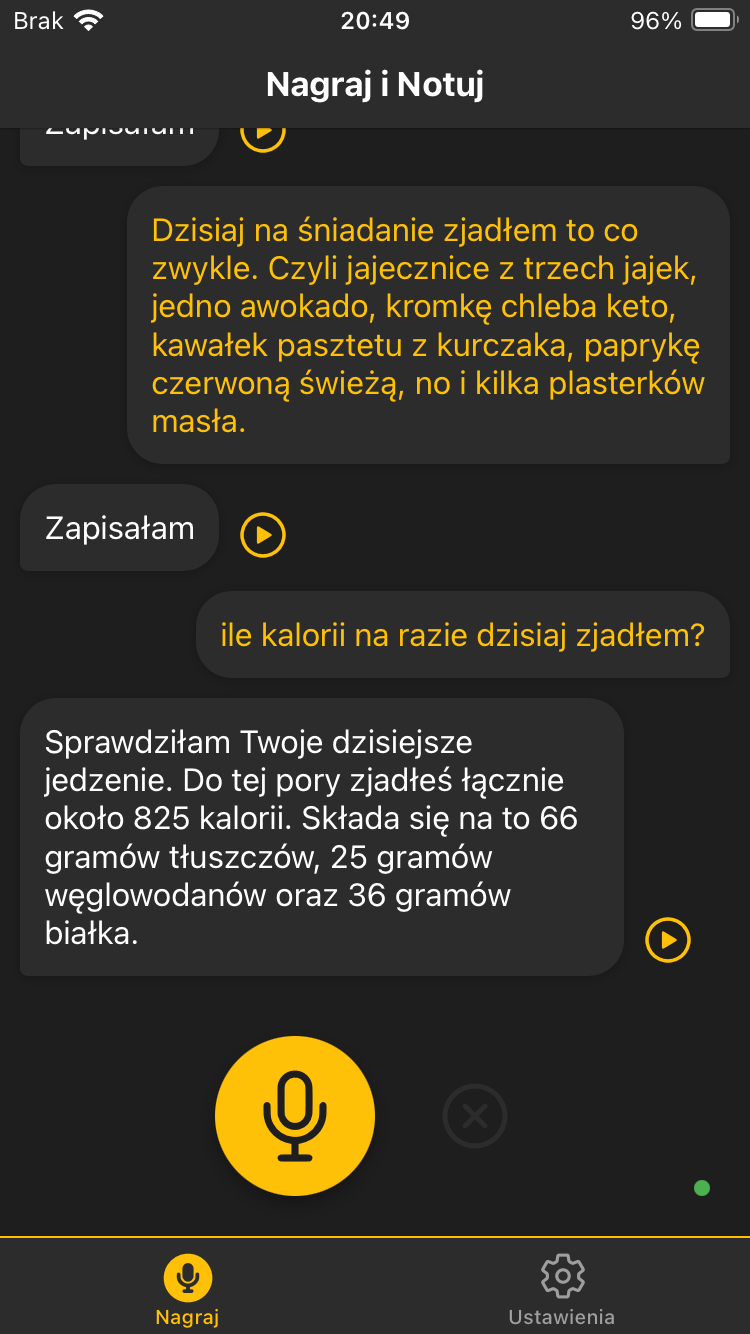 Brak
20:49
96%
Nagraj i Notuj
Zapisałam
Dzisiaj na śniadanie zjadłem to co
zwykle. Czyli jajecznice z trzech jajek,
jedno awokado, kromkę chleba keto,
kawałek pasztetu z kurczaka, paprykę
czerwoną świeżą, no i kilka plasterków
masła.
Zapisałam
ile kalorii na razie dzisiaj zjadłem?
Sprawdziłam Twoje dzisiejsze
jedzenie. Do tej pory zjadłeś łącznie
około 825 kalorii. Składa się na to 66
gramów tłuszczów, 25 gramów
węglowodanów oraz 36 gramów
białka.
Nagraj
Ustawienia